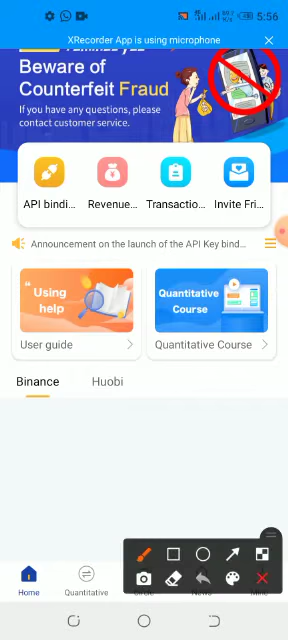 5:56
XRecorder App is using microphone
Beware of
Counterfeit Fraud
If you have any questions, please
contact customer service.
API bindi...
Revenue...
Transactio...
Invite Fri...
Announcement on the launch of the API Key bind...
Using
help
Quantitative
Course
User guide
Quantitative Course
Binance
Huobi
Home
Quantitative